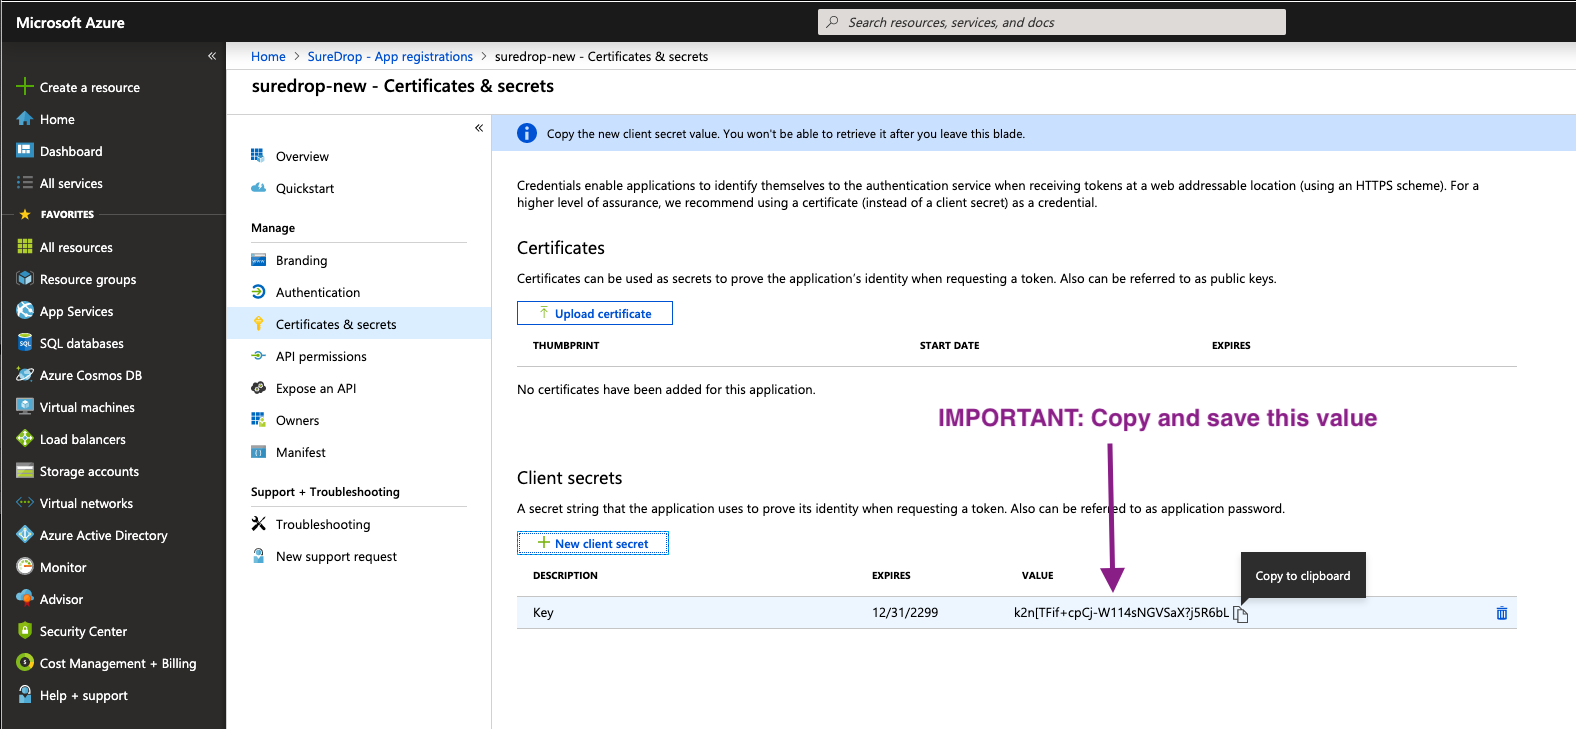 Microsoft Azure
Search resources, services, and docs
Create a resource
Home
Dashboard
All services
FAVORITES
All resources
Resource groups
App Services
SQL databases
Azure Cosmos DB
Virtual machines
Load balancers
Storage accounts
Virtual networks
Azure Active Directory
Monitor
Advisor
Security Center
Cost Management + Billing
Help + support
Home > SureDrop - App registrations > suredrop-new - Certificates & secrets
suredrop-new - Certificates & secrets
Overview
Quickstart
Manage
Branding
Authentication
Certificates & secrets
API permissions
Expose an API
Owners
Manifest
Support + Troubleshooting
Troubleshooting
New support request
Copy the new client secret value. You won't be able to retrieve it after you leave this blade.
Credentials enable applications to identify themselves to the authentication service when receiving tokens at a web addressable location (using an HTTPS scheme). For a
higher level of assurance, we recommend using a certificate (instead of a client secret) as a credential.
Certificates
Certificates can be used as secrets to prove the application's identity when requesting a token. Also can be referred to as public keys.
Upload certificate
THUMBPRINT START DATE EXPIRES
No certificates have been added for this application.
IMPORTANT: Copy and save this value
Client secrets
A secret string that the application uses to prove its identity when requesting a token. Also can be referred to as application password.
New client secret
DESCRIPTION EXPIRES VALUE
Copy to clipboard
Key 12/31/2299 k2n[TFif+cpCj-W114sNGVSaX?j5R6bL